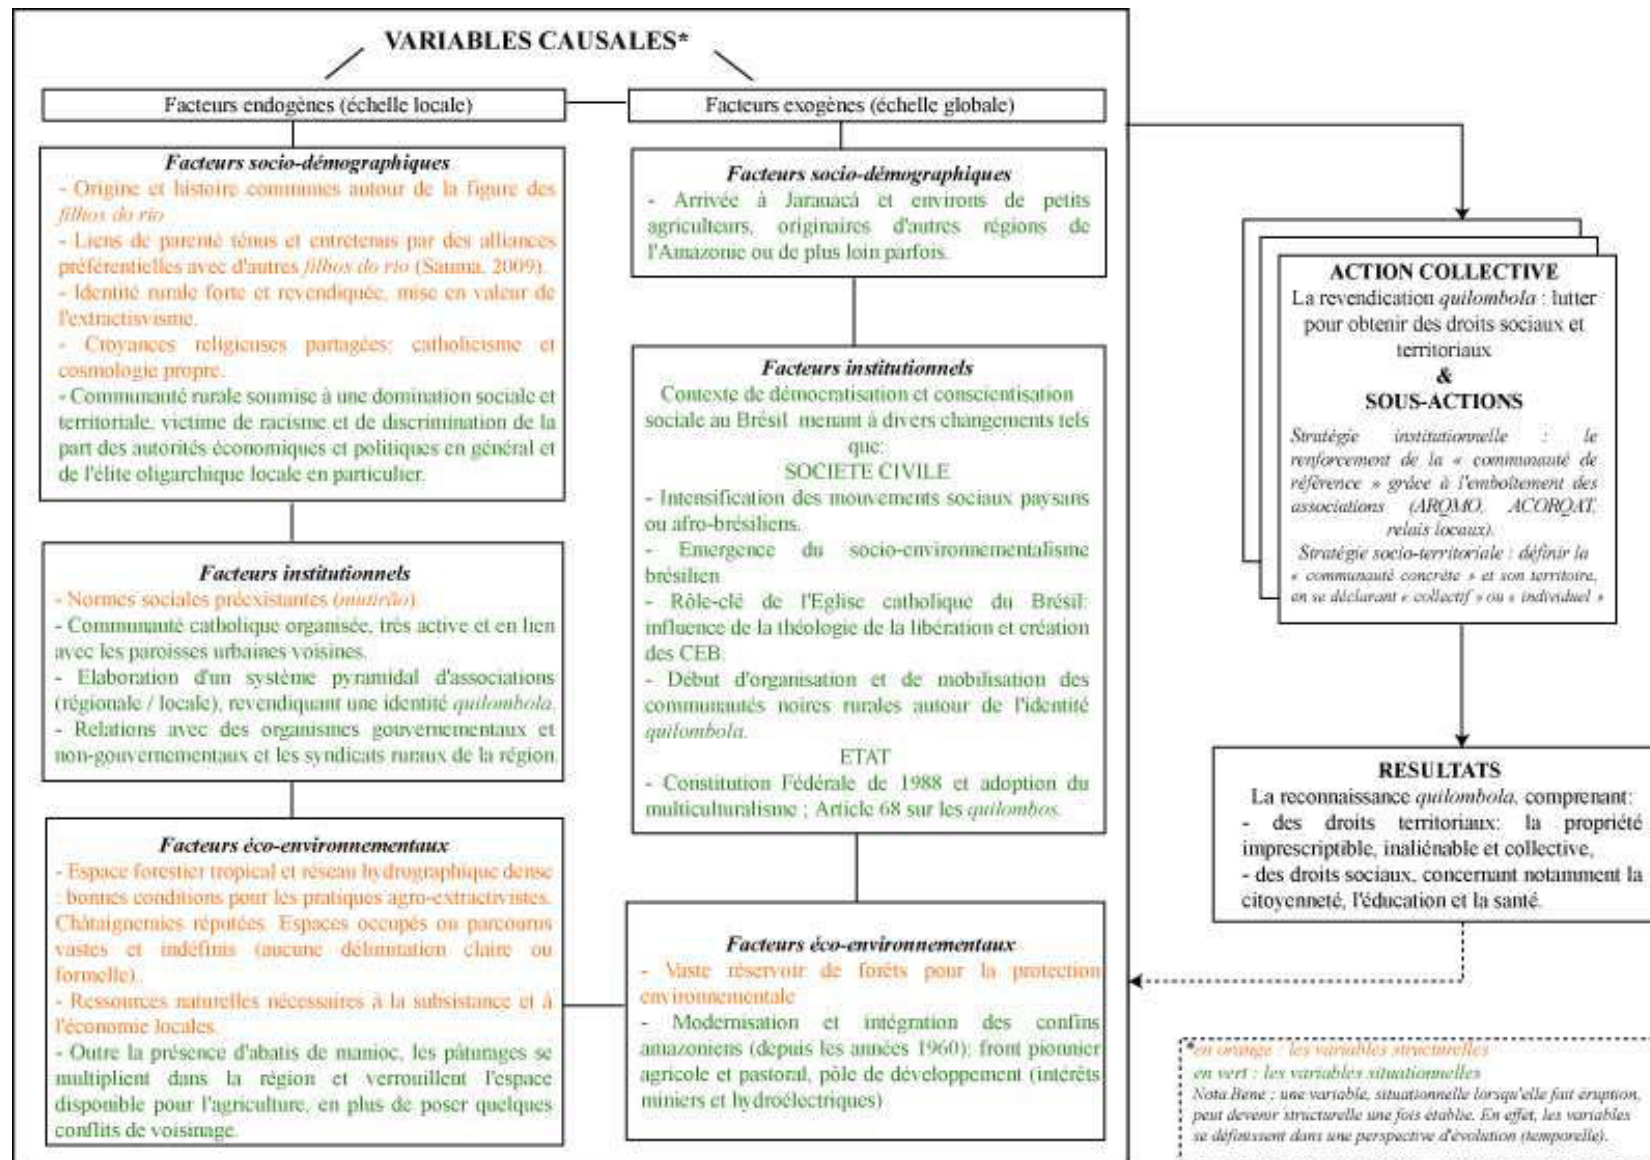 VARIABLES CAUSALES*
Facteurs endogènes (échelle locale)
Facteurs socio-démographiques
- Origine et histoire communes autour de la figure des
filhos do rio
- Liens de parenté ténus et entretenus par des alliances
préférentielles avec d'autres filhos do rio (Sauma, 2009).
- Identité rurale forte et revendiquée, mise en valeur de
l'extractisvisme.
- Croyances religieuses partagées: catholicisme et
cosmologie propre.
- Communauté rurale soumise à une domination sociale et
territoriale, victime de racisme et de discrimination de la
part des autorités économiques et politiques en général et
de l'élite oligarchique locale en particulier.
Facteurs institutionnels
- Normes sociales préexistantes (mutirão).
- Communauté catholique organisée, très active et en lien
avec les paroisses urbaines voisines.
- Elaboration d'un système pyramidal d'associations
(régionale / locale), revendiquant une identité quilombola.
- Relations avec des organismes gouvernementaux et
non-gouvernementaux et les syndicats ruraux de la région.
Facteurs éco-environnementaux
- Espace forestier tropical et réseau hydrographique dense
: bonnes conditions pour les pratiques agro-extractivistes.
Châtaigneraies réputées. Espaces occupés ou parcourus
vastes et indéfinis (aucune délimitation claire ou
formelle).
- Ressources naturelles nécessaires à la subsistance et à
l'économie locales.
- Outre la présence d'abatis de manioc, les pâturages se
multiplient dans la région et verrouillent l'espace
disponible pour l'agriculture, en plus de poser quelques
conflits de voisinage.
Facteurs exogènes (échelle globale)
Facteurs socio-démographiques
- Arrivée à Jarauacá et environs de petits
agriculteurs, originaires d'autres régions de
l'Amazonie ou de plus loin parfois.
Facteurs institutionnels
Contexte de démocratisation et conscientisation
sociale au Brésil menant à divers changements tels
que:
SOCIETE CIVILE
- Intensification des mouvements sociaux paysans
ou afro-brésiliens.
- Emergence du socio-environnementalisme
brésilien
- Rôle-clé de l'Eglise catholique du Brésil:
influence de la théologie de la libération et création
des CEB.
- Début d'organisation et de mobilisation des
communautés noires rurales autour de l'identité
quilombola.
ETAT
- Constitution Fédérale de 1988 et adoption du
multiculturalisme ; Article 68 sur les quilombos.
Facteurs éco-environnementaux
- Vaste réservoir de forêts pour la protection
environnementale
- Modernisation et intégration des confins
amazoniens (depuis les années 1960): front pionnier
agricole et pastoral, pôle de développement (intérêts
miniers et hydroélectriques)
ACTION COLLECTIVE
La revendication quilombola : lutter
pour obtenir des droits sociaux et
territoriaux
&
SOUS-ACTIONS
Stratégie institutionnelle : le
renforcement de la « communauté de
référence » grâce à l'emboîtement des
associations (ARQMO, ACORQAT,
relais locaux).
Stratégie socio-territoriale : définir la
« communauté concrète » et son territoire,
en se déclarant « collectif » ou « individuel »
RESULTATS
La reconnaissance quilombola, comprenant:
- des droits territoriaux: la propriété
imprescriptible, inaliénable et collective,
- des droits sociaux, concernant notamment la
citoyenneté, l'éducation et la santé.
*en orange : les variables structurelles
en vert : les variables situationnelles
Nota Bene : une variable, situationnelle lorsqu'elle fait éruption,
peut devenir structurelle une fois établie. En effet, les variables
se définissent dans une perspective d'évolution (temporelle).